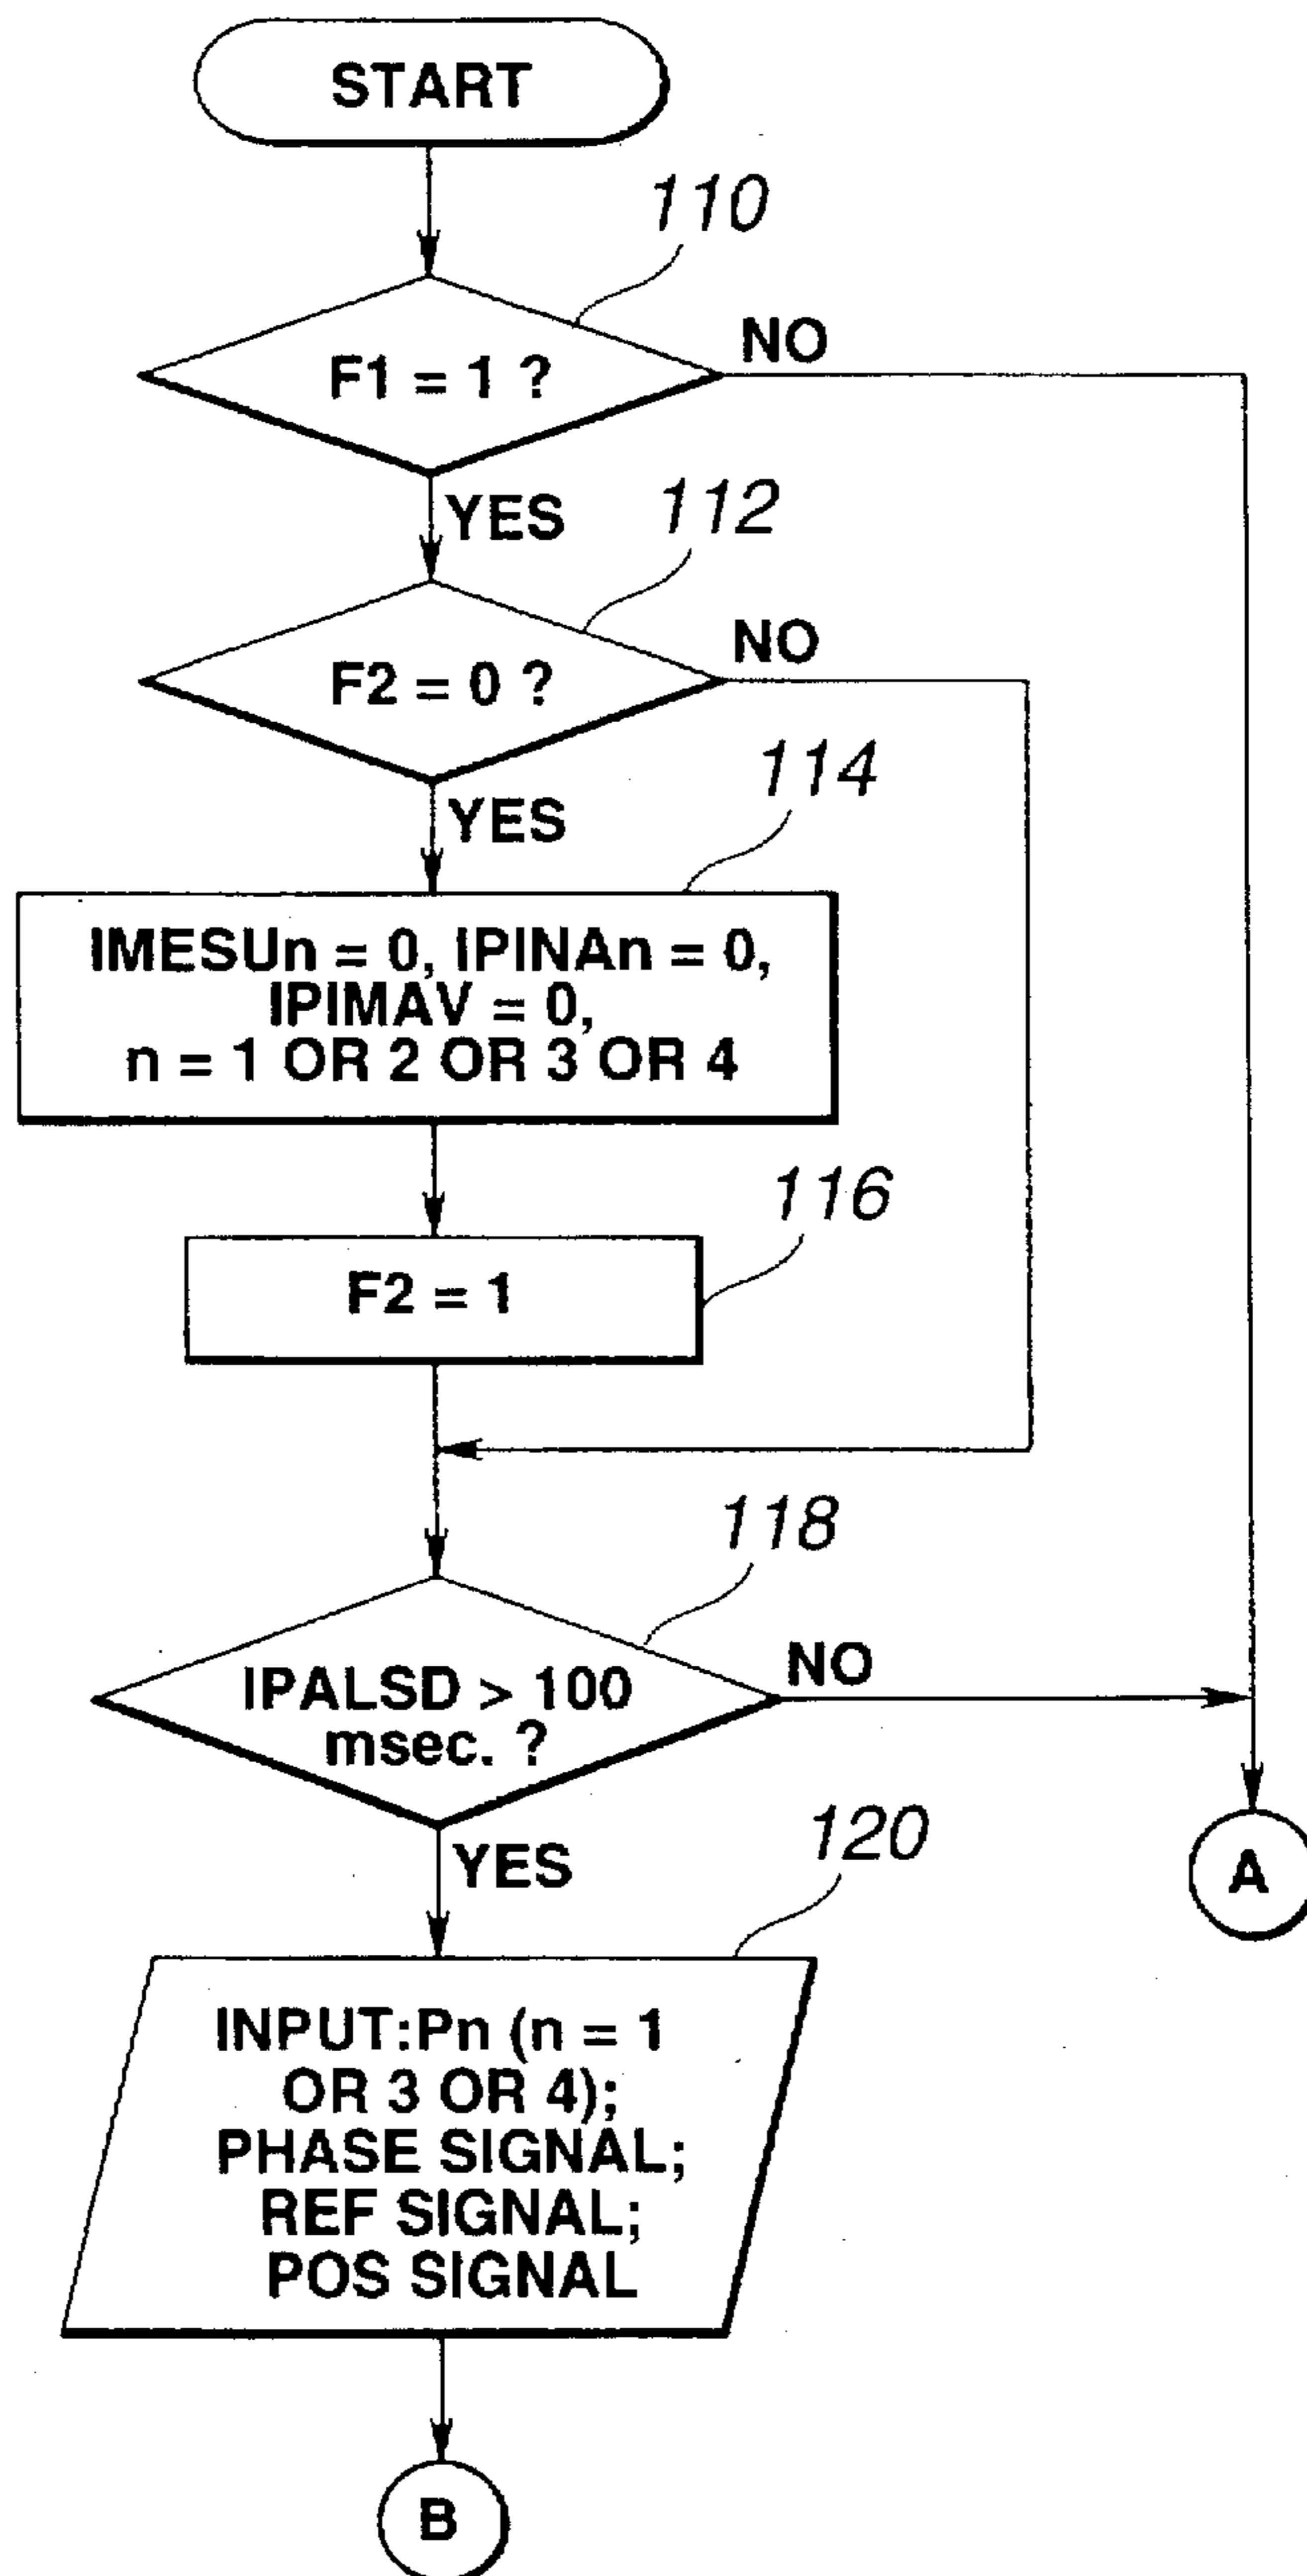 START
110
F1 = 1 ?
NO
YES
112
F2 = 0 ?
NO
YES
114
IMESUn = 0, IPINAn = 0,
IPIMAV = 0,
n = 1 OR 2 OR 3 OR 4
116
F2 = 1
118
IPALSD > 100
msec. ?
NO
YES
A
120
INPUT:Pn (n = 1
OR 3 OR 4);
PHASE SIGNAL;
REF SIGNAL;
POS SIGNAL
B